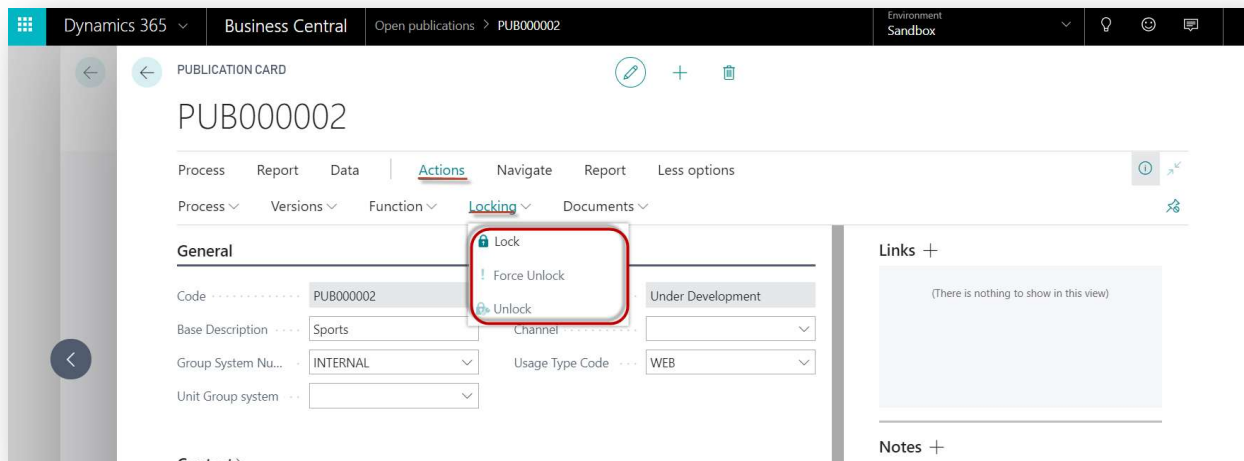 Dynamics 365 Business Central Open publications > PUB000002 Environment Sandbox
PUBLICATION CARD
PUB000002
Process Report Data Actions Navigate Report Less options
Process Versions Function Locking Documents
General
Lock
Force Unlock
Unlock
Code PUB000002 Under Development
Base Description Sports Channel
Group System Nu... INTERNAL Usage Type Code WEB
Unit Group system
Links
(There is nothing to show in this view)
Notes